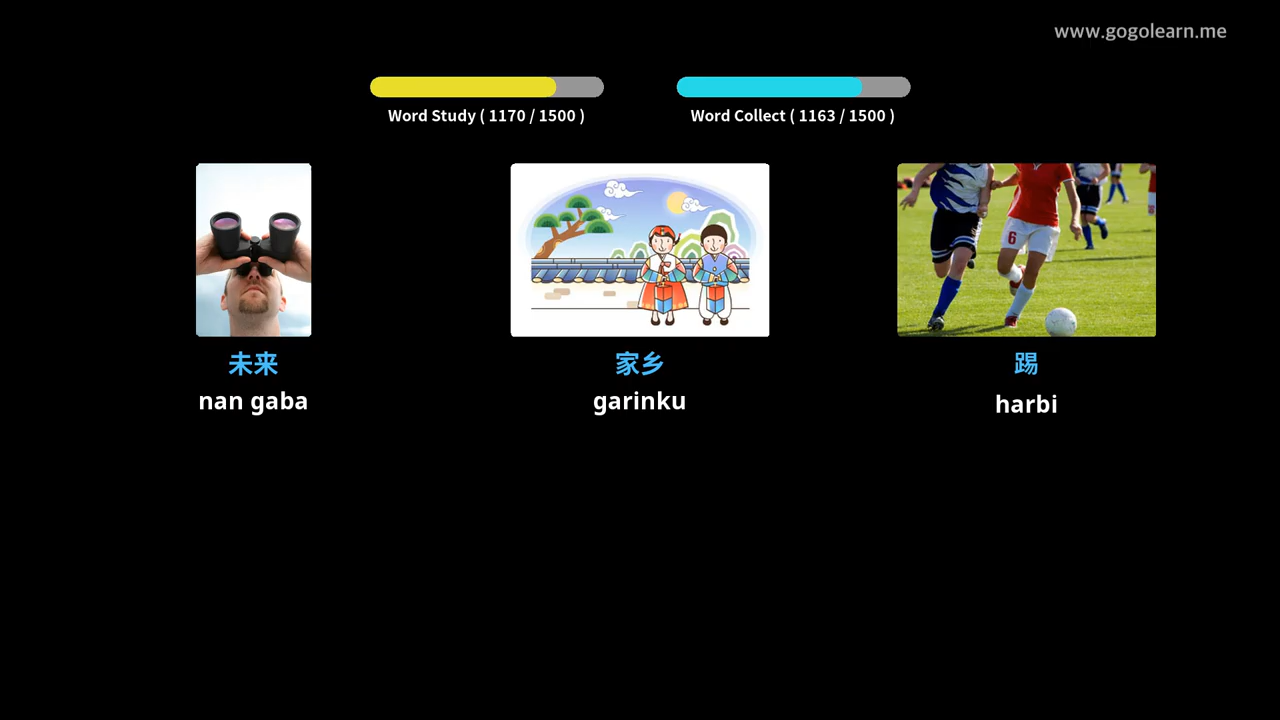 www.gogolearn.me
Word Study ( 1170 / 1500 )
Word Collect ( 1163 / 1500 )
未来
家乡
踢
nan gaba
garinku
harbi
6